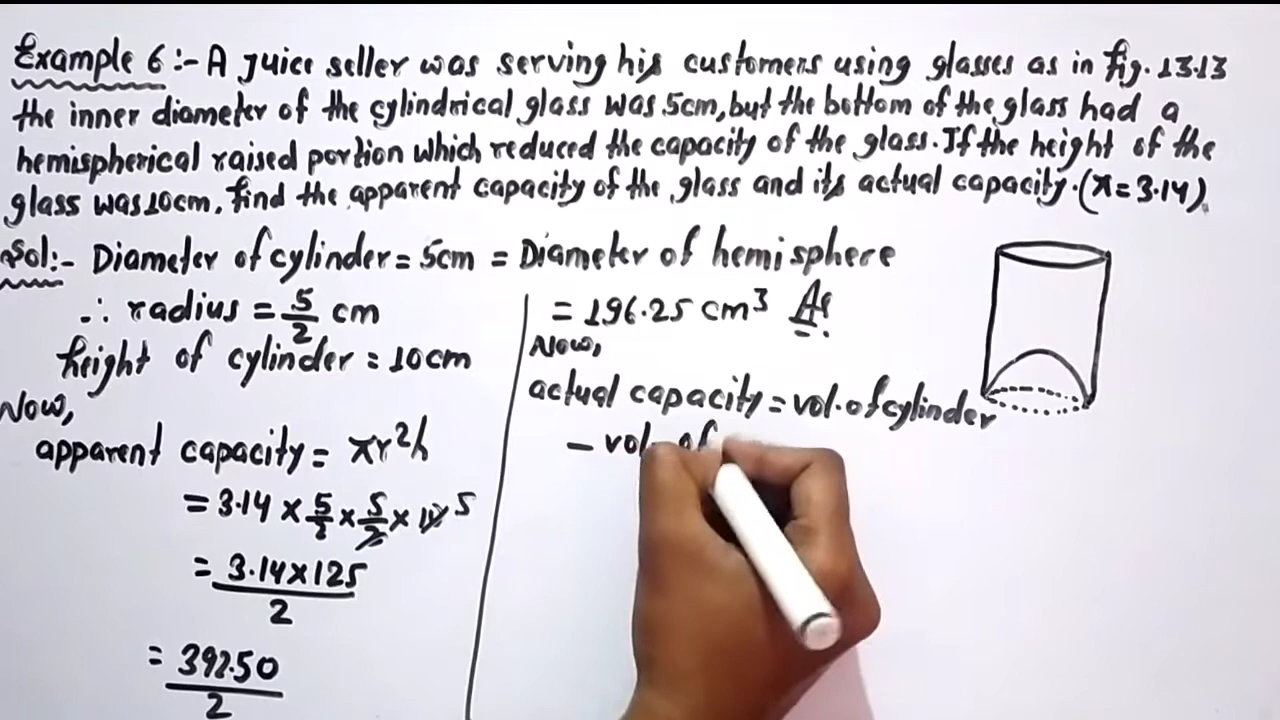 Example 6:- A juice seller was serving his customers using glasses as in fig. 13.13
the inner diameter of the cylindrical glass was 5cm, but the bottom of the glass had a
hemispherical raised portion which reduced the capacity of the glass. If the height of the
glass was 10cm, find the apparent capacity of the glass and its actual capacity. (π = 3.14).
Sol:- Diameter of cylinder = 5cm = Diameter of hemisphere
∴ radius = 5/2 cm
height of cylinder = 10cm
Now,
apparent capacity = πr²h
= 3.14 × 5/2 × 5/2 × 10 5
= 3.14×125/2
= 392.50/2
= 196.25 cm³ As
Now,
actual capacity = vol. of cylinder
- vol. of